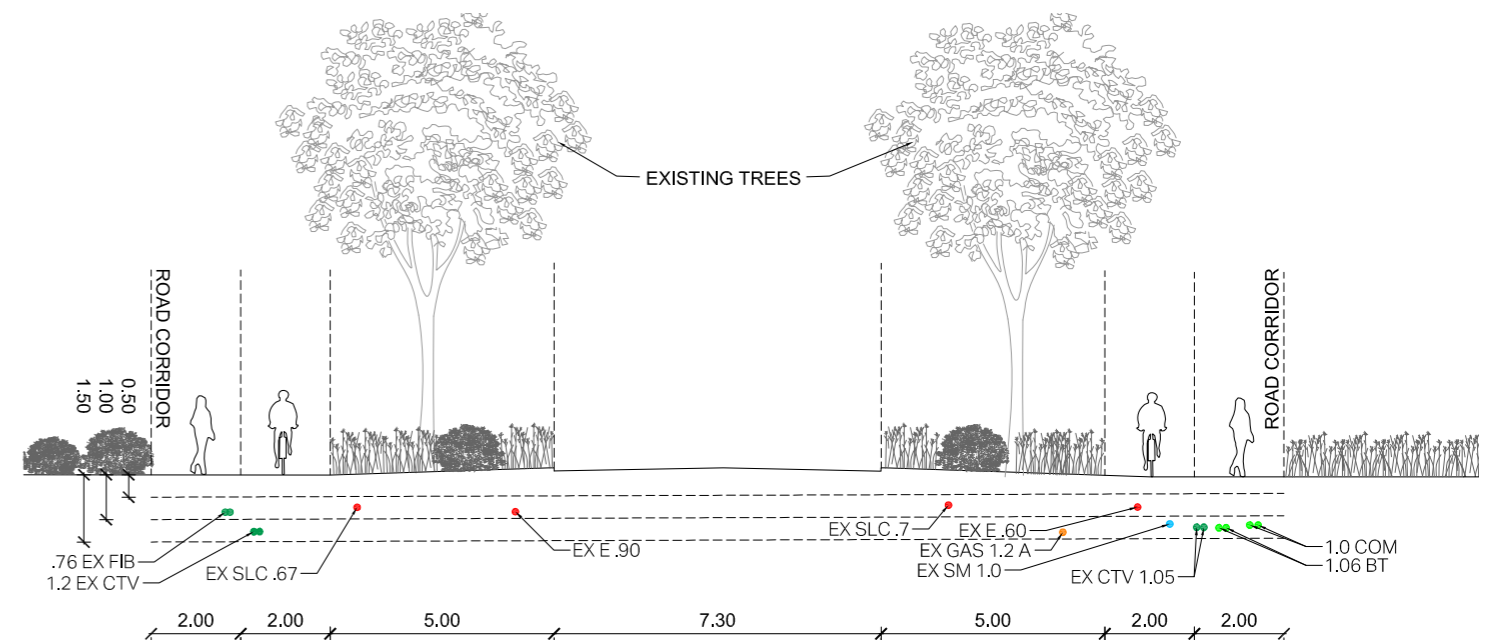 EXISTING TREES
ROAD CORRIDOR
ROAD CORRIDOR
0.50
1.00
1.50
.76 EX FIB
1.2 EX CTV
EX SLC .67
EX E .90
EX SLC .7
EX E .60
EX GAS 1.2 A
EX SM 1.0
EX CTV 1.05
1.0 COM
1.06 BT
2.00 2.00 5.00 7.30 5.00 2.00 2.00